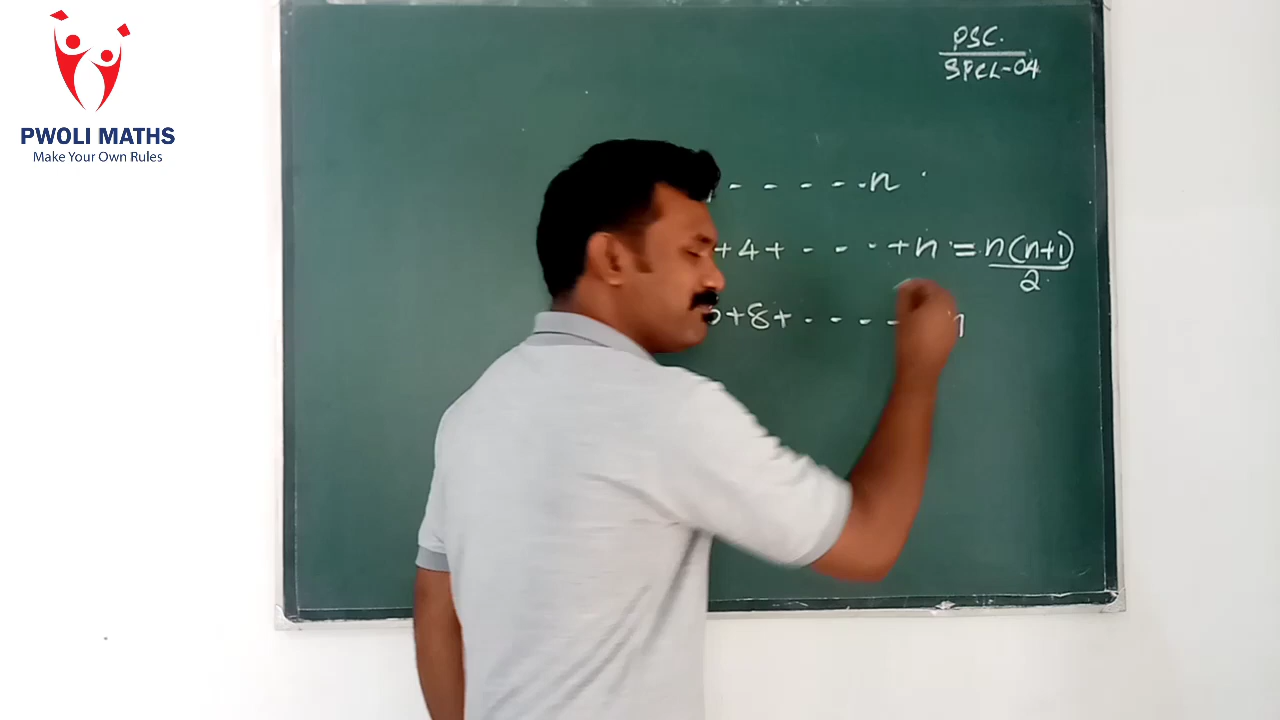 PWOLI MATHS
Make Your Own Rules
PSC.
SPCL-04.
- - - - - -n
+4+ - - - - +n = n(n+1)
2
+8+ - - - -